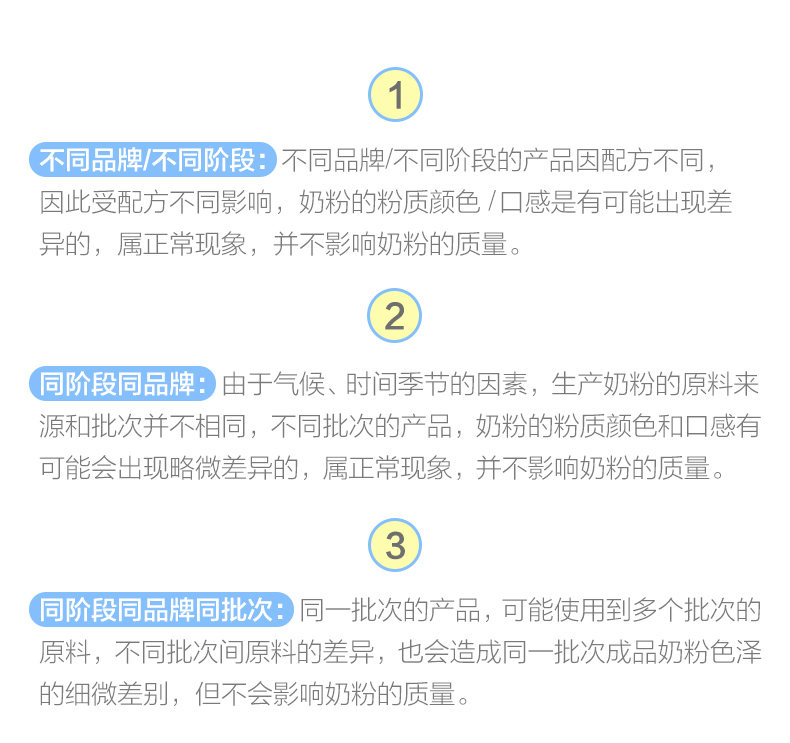 1
不同品牌/不同阶段：不同品牌/不同阶段的产品因配方不同，
因此受配方不同影响，奶粉的粉质颜色 /口感是有可能出现差
异的，属正常现象，并不影响奶粉的质量。
2
同阶段同品牌：由于气候、时间季节的因素，生产奶粉的原料来
源和批次并不相同，不同批次的产品，奶粉的粉质颜色和口感有
可能会出现略微差异的，属正常现象，并不影响奶粉的质量。
3
同阶段同品牌同批次：同一批次的产品，可能使用到多个批次的
原料，不同批次间原料的差异，也会造成同一批次成品奶粉色泽
的细微差别，但不会影响奶粉的质量。